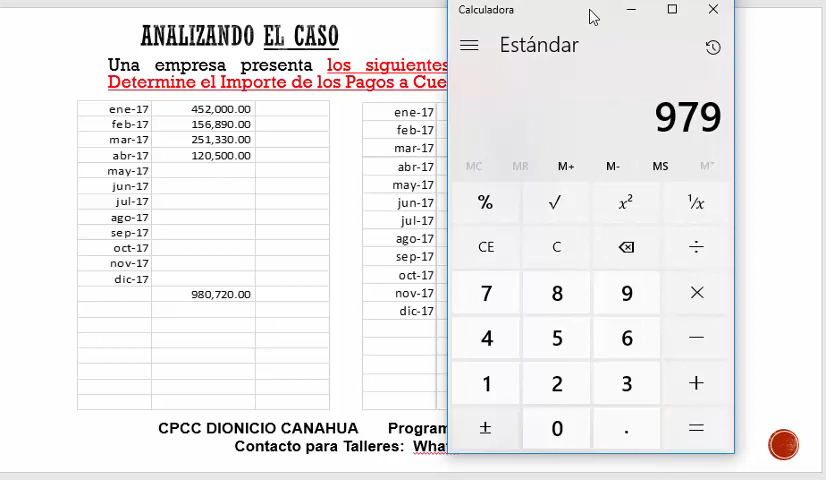 ANALIZANDO EL CASO
Una empresa presenta los siguientes
Determine el Importe de los Pagos a Cue
ene-17 452,000.00
feb-17 156,890.00
mar-17 251,330.00
abr-17 120,500.00
may-17
jun-17
jul-17
ago-17
sep-17
oct-17
nov-17
dic-17
980,720.00
ene-17
feb-17
mar-17
abr-17
may-17
jun-17
jul-17
ago-17
sep-17
oct-17
nov-17
dic-17
CPCC DIONICIO CANAHUA Program
Contacto para Talleres: What
Calculadora
Estándar
979
MC MR M+ M- MS M˅
% √ x² ¹/x
CE C ÷
7 8 9 ×
4 5 6 −
1 2 3 +
± 0 . =